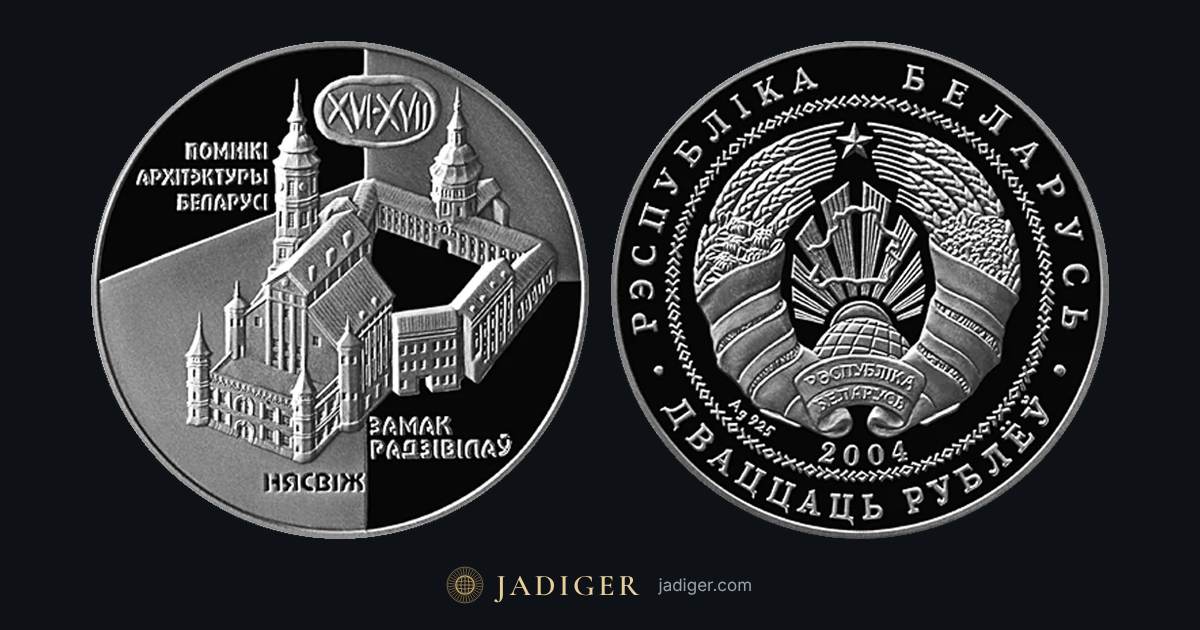 XVI-XVII
ПОМНІКІ
АРХІТЭКТУРЫ
БЕЛАРУСІ
ЗАМАК
РАДЗІВІЛАЎ
НЯСВІЖ
РЭСПУБЛІКА БЕЛАРУСЬ
РЭСПУБЛІКА
БЕЛАРУСЬ
Ag 925
2004
• ДВАЦЦАЦЬ РУБЛЁЎ •
JADIGER jadiger.com